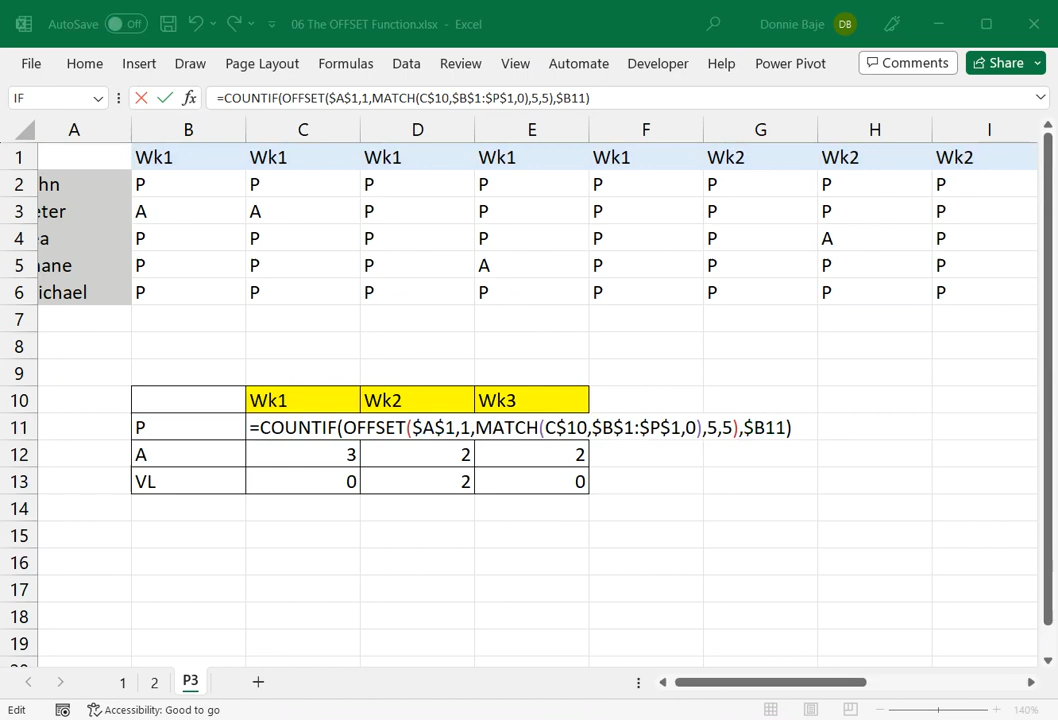 AutoSave Off 06 The OFFSET Function.xlsx - Excel Donnie Baje DB
File Home Insert Draw Page Layout Formulas Data Review View Automate Developer Help Power Pivot Comments Share
IF fx =COUNTIF(OFFSET($A$1,1,MATCH(C$10,$B$1:$P$1,0),5,5),$B11)
A B C D E F G H I
1 Wk1 Wk1 Wk1 Wk1 Wk1 Wk2 Wk2 Wk2
2 hn P P P P P P P P
3 eter A A P P P P P P
4 ea P P P P P P A P
5 hane P P P A P P P P
6 ichael P P P P P P P P
7
8
9
10 Wk1 Wk2 Wk3
11 P =COUNTIF(OFFSET($A$1,1,MATCH(C$10,$B$1:$P$1,0),5,5),$B11)
12 A 3 2 2
13 VL 0 2 0
14
15
16
17
18
19
1 2 P3
Edit Accessibility: Good to go 140%